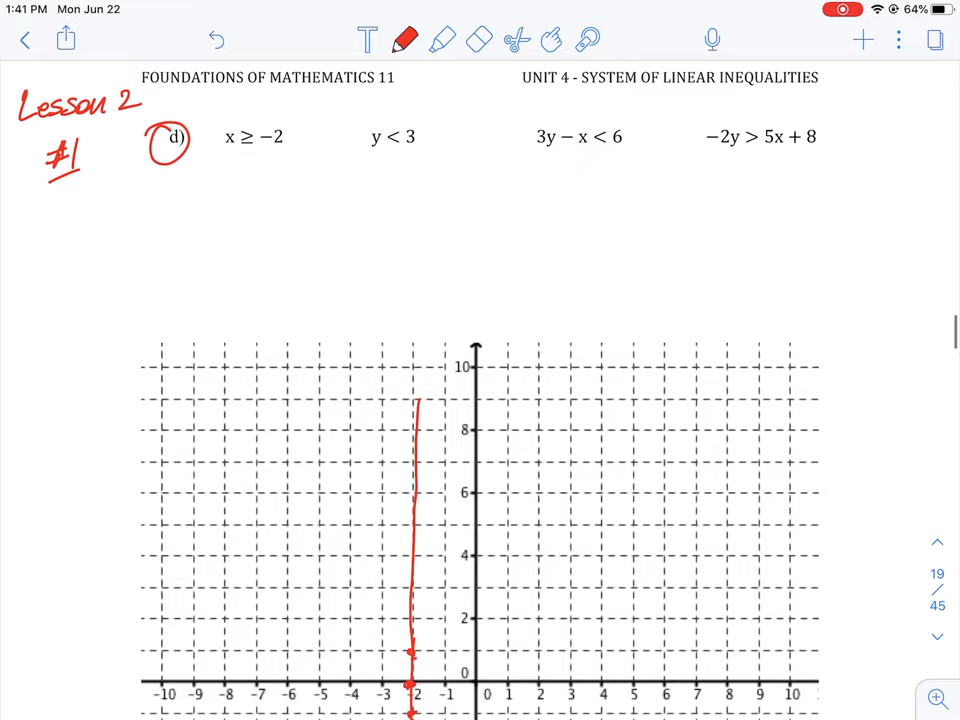 1:41 PM Mon Jun 22 64%
FOUNDATIONS OF MATHEMATICS 11 UNIT 4 - SYSTEM OF LINEAR INEQUALITIES
Lesson 2
#1
d) x ≥ −2 y < 3 3y − x < 6 −2y > 5x + 8
10
8
6
4
2
0
-10 -9 -8 -7 -6 -5 -4 -3 -2 -1 0 1 2 3 4 5 6 7 8 9 10
19
/
45